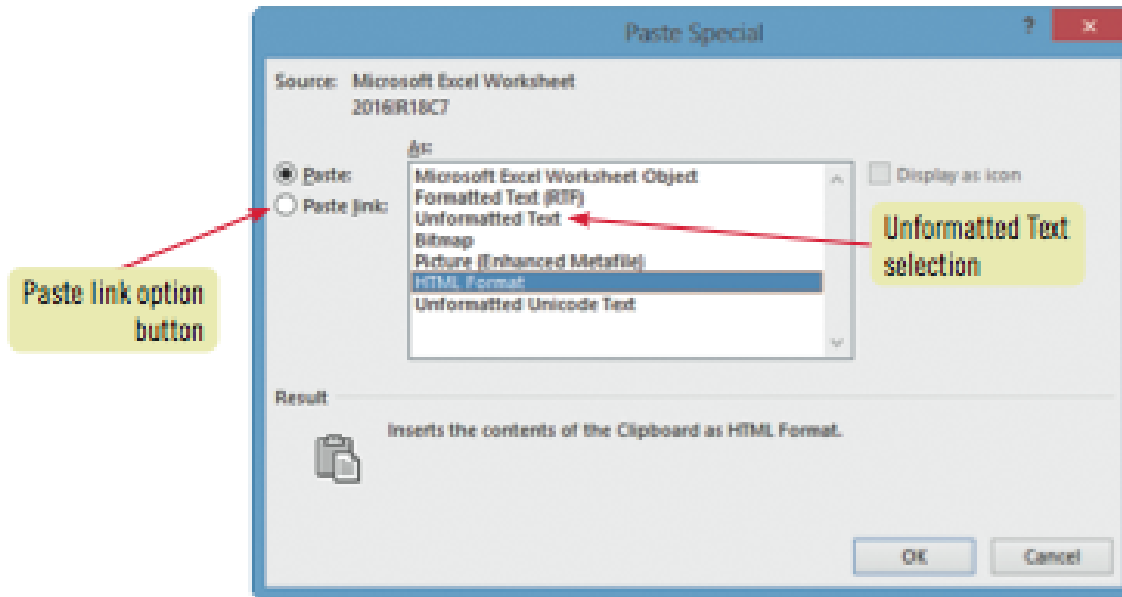 Paste Special
?
×
Source: Microsoft Excel Worksheet
2016!R18C7
As:
Paste:
Paste link:
Microsoft Excel Worksheet Object
Formatted Text (RTF)
Unformatted Text
Bitmap
Picture (Enhanced Metafile)
HTML Format
Unformatted Unicode Text
Display as icon
Unformatted Text
selection
Paste link option
button
Result
Inserts the contents of the Clipboard as HTML Format.
OK
Cancel